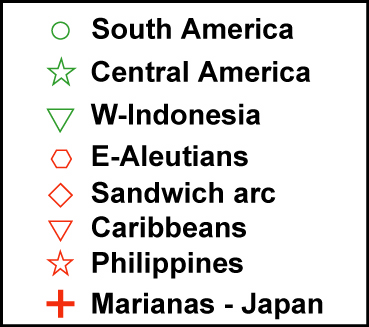 South America
Central America
W-Indonesia
E-Aleutians
Sandwich arc
Caribbeans
Philippines
Marianas - Japan